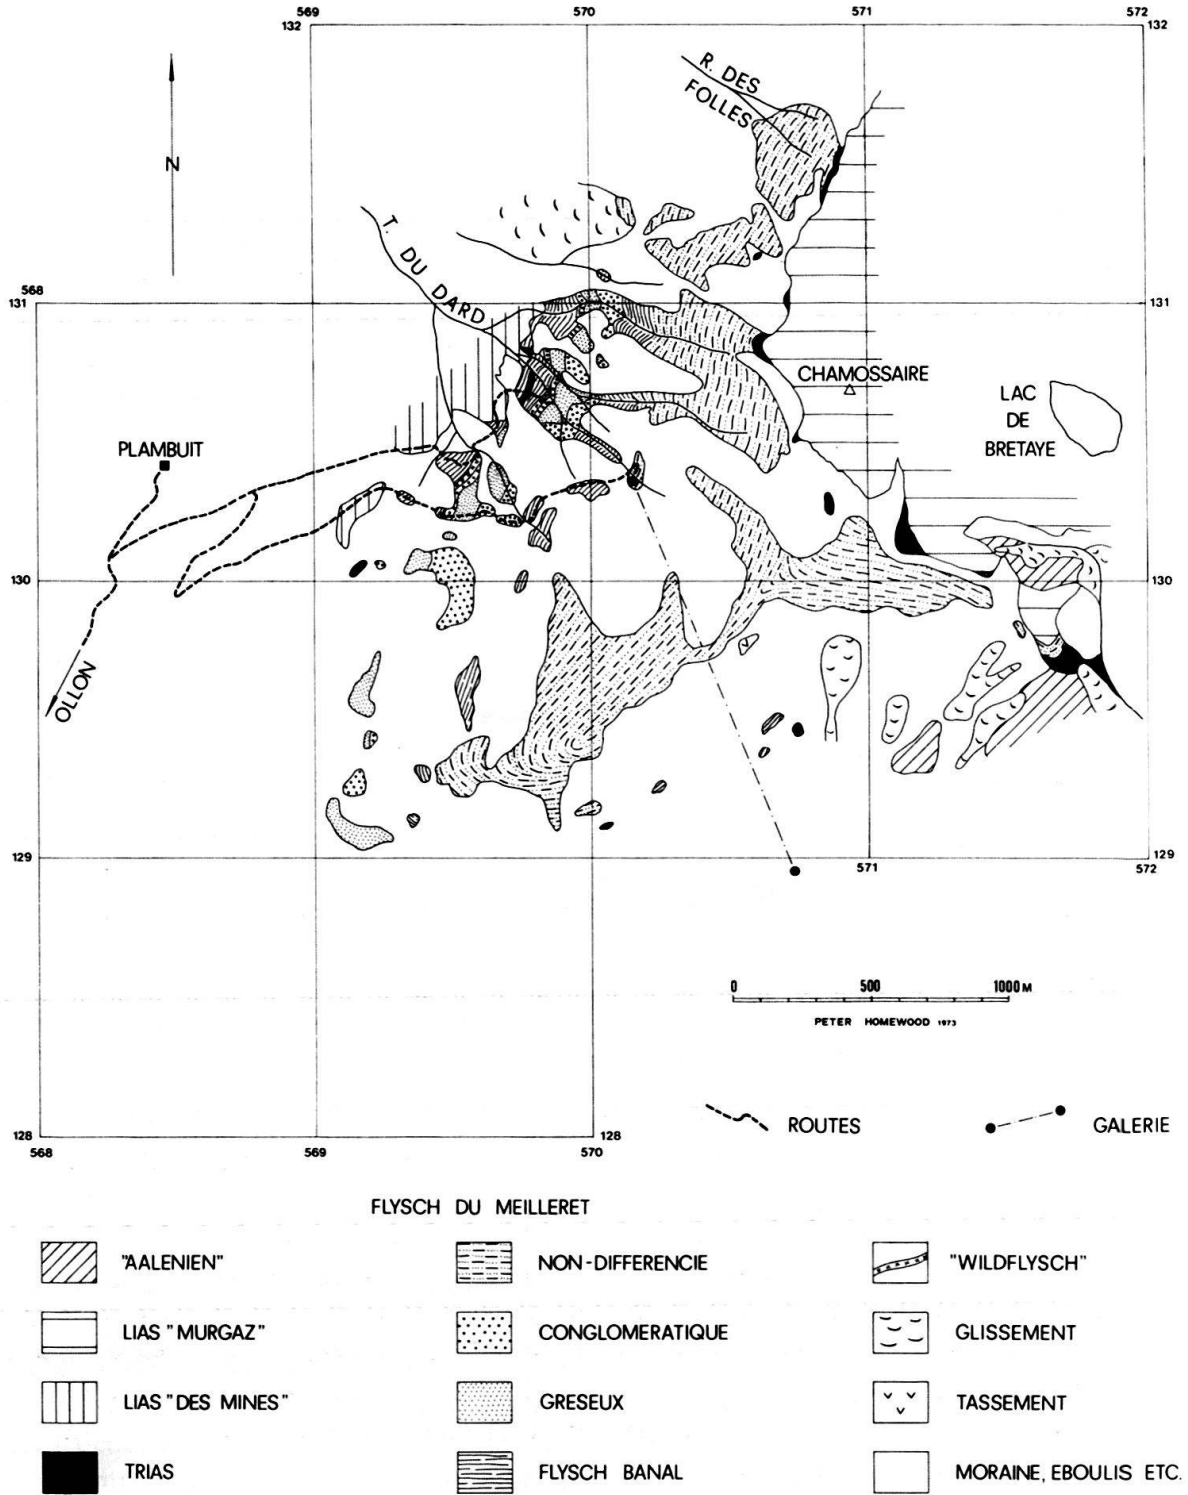 569
570
571
572
132
132
R. DES
FOLLES
N
T. DU DARD
568
131
131
CHAMOSSAIRE
LAC
DE
BRETAYE
PLAMBUIT
130
130
OLLON
129
129
571
572
0 500 1000 M
PETER HOMEWOOD 1973
128
128
568
569
570
ROUTES
GALERIE
FLYSCH DU MEILLERET
"AALENIEN"
NON-DIFFERENCIE
"WILDFLYSCH"
LIAS "MURGAZ"
CONGLOMERATIQUE
GLISSEMENT
LIAS "DES MINES"
GRESEUX
TASSEMENT
TRIAS
FLYSCH BANAL
MORAINE, EBOULIS ETC.